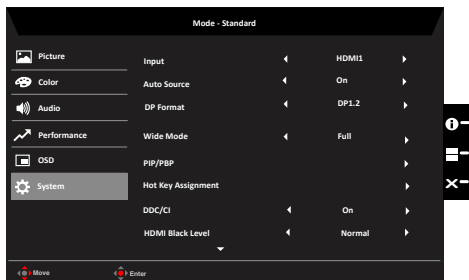 Mode - Standard
Picture
Color
Audio
Performance
OSD
System
Input HDMI1
Auto Source On
DP Format DP1.2
Wide Mode Full
PIP/PBP
Hot Key Assignment
DDC/CI On
HDMI Black Level Normal
Move Enter